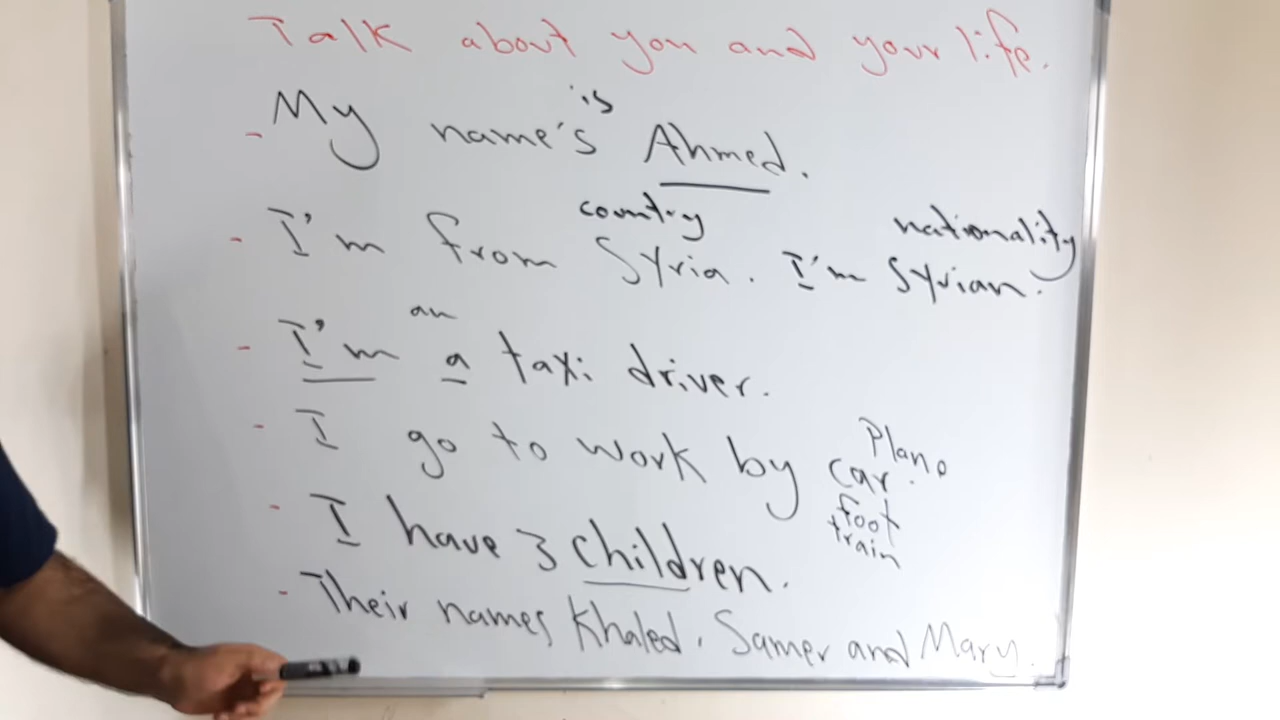 Talk about you and your life.
is
- My name's Ahmed.
country nationality
- I'm from Syria. I'm Syrian.
an
- I'm a taxi driver.
Plane
- I go to work by car.
foot
train
- I have 3 children.
- Their names Khaled, Samer and Mary.